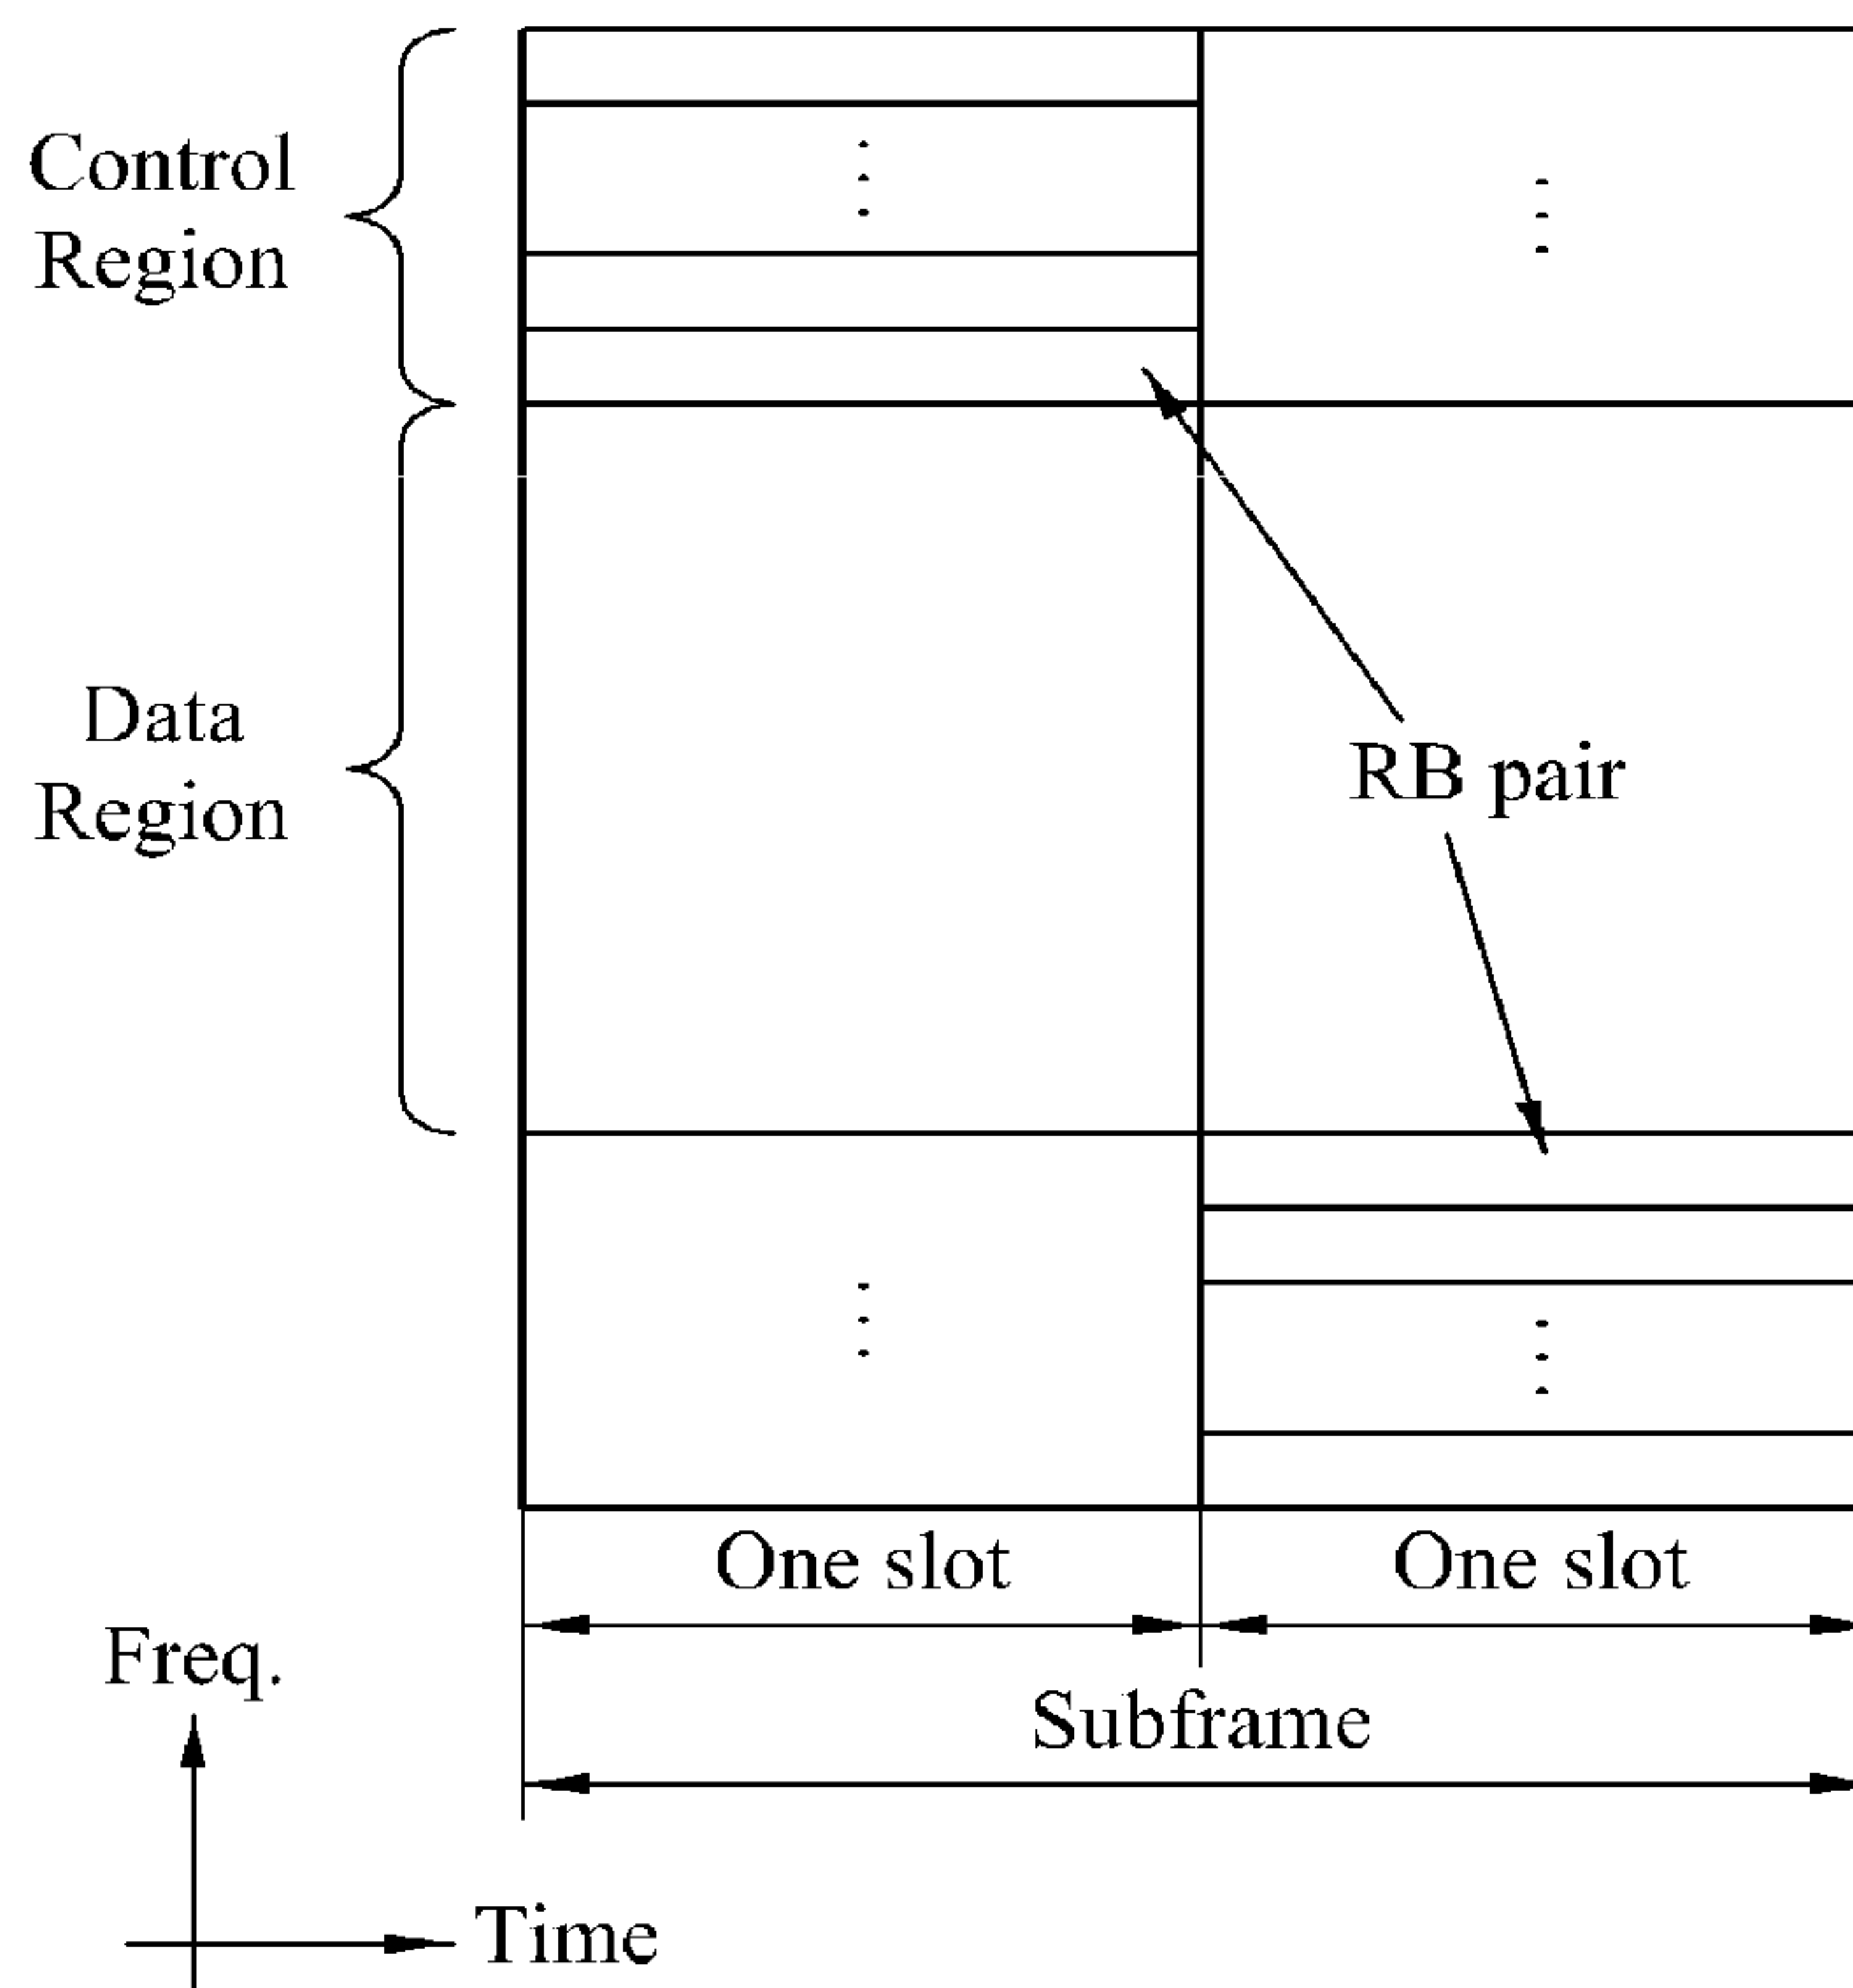 Control
Region
Data
Region
RB pair
One slot
One slot
Subframe
Freq.
Time